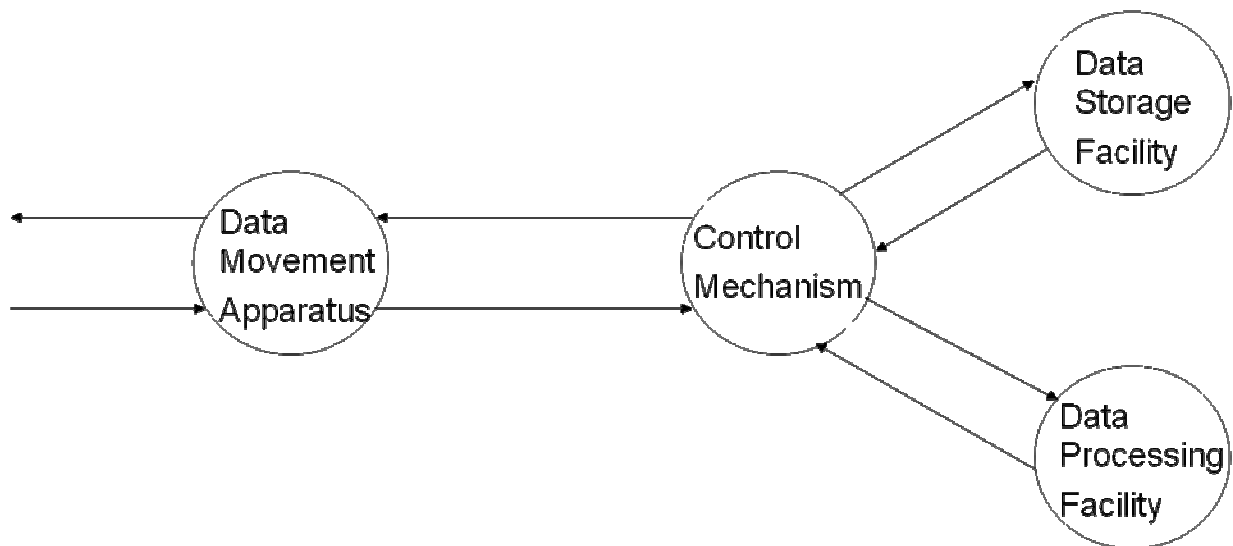 Data
Storage
Facility
Data
Movement
Apparatus
Control
Mechanism
Data
Processing
Facility